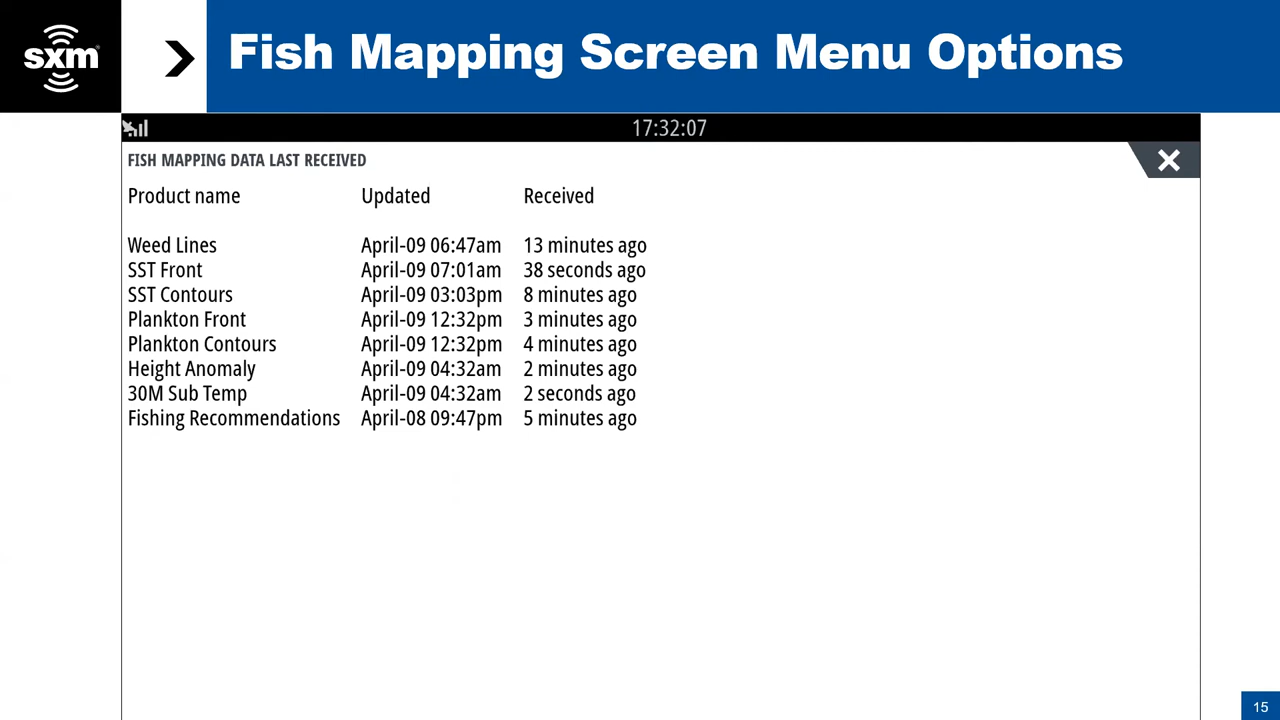 sxm
Fish Mapping Screen Menu Options
17:32:07
FISH MAPPING DATA LAST RECEIVED
Product name Updated Received
Weed Lines April-09 06:47am 13 minutes ago
SST Front April-09 07:01am 38 seconds ago
SST Contours April-09 03:03pm 8 minutes ago
Plankton Front April-09 12:32pm 3 minutes ago
Plankton Contours April-09 12:32pm 4 minutes ago
Height Anomaly April-09 04:32am 2 minutes ago
30M Sub Temp April-09 04:32am 2 seconds ago
Fishing Recommendations April-08 09:47pm 5 minutes ago
15